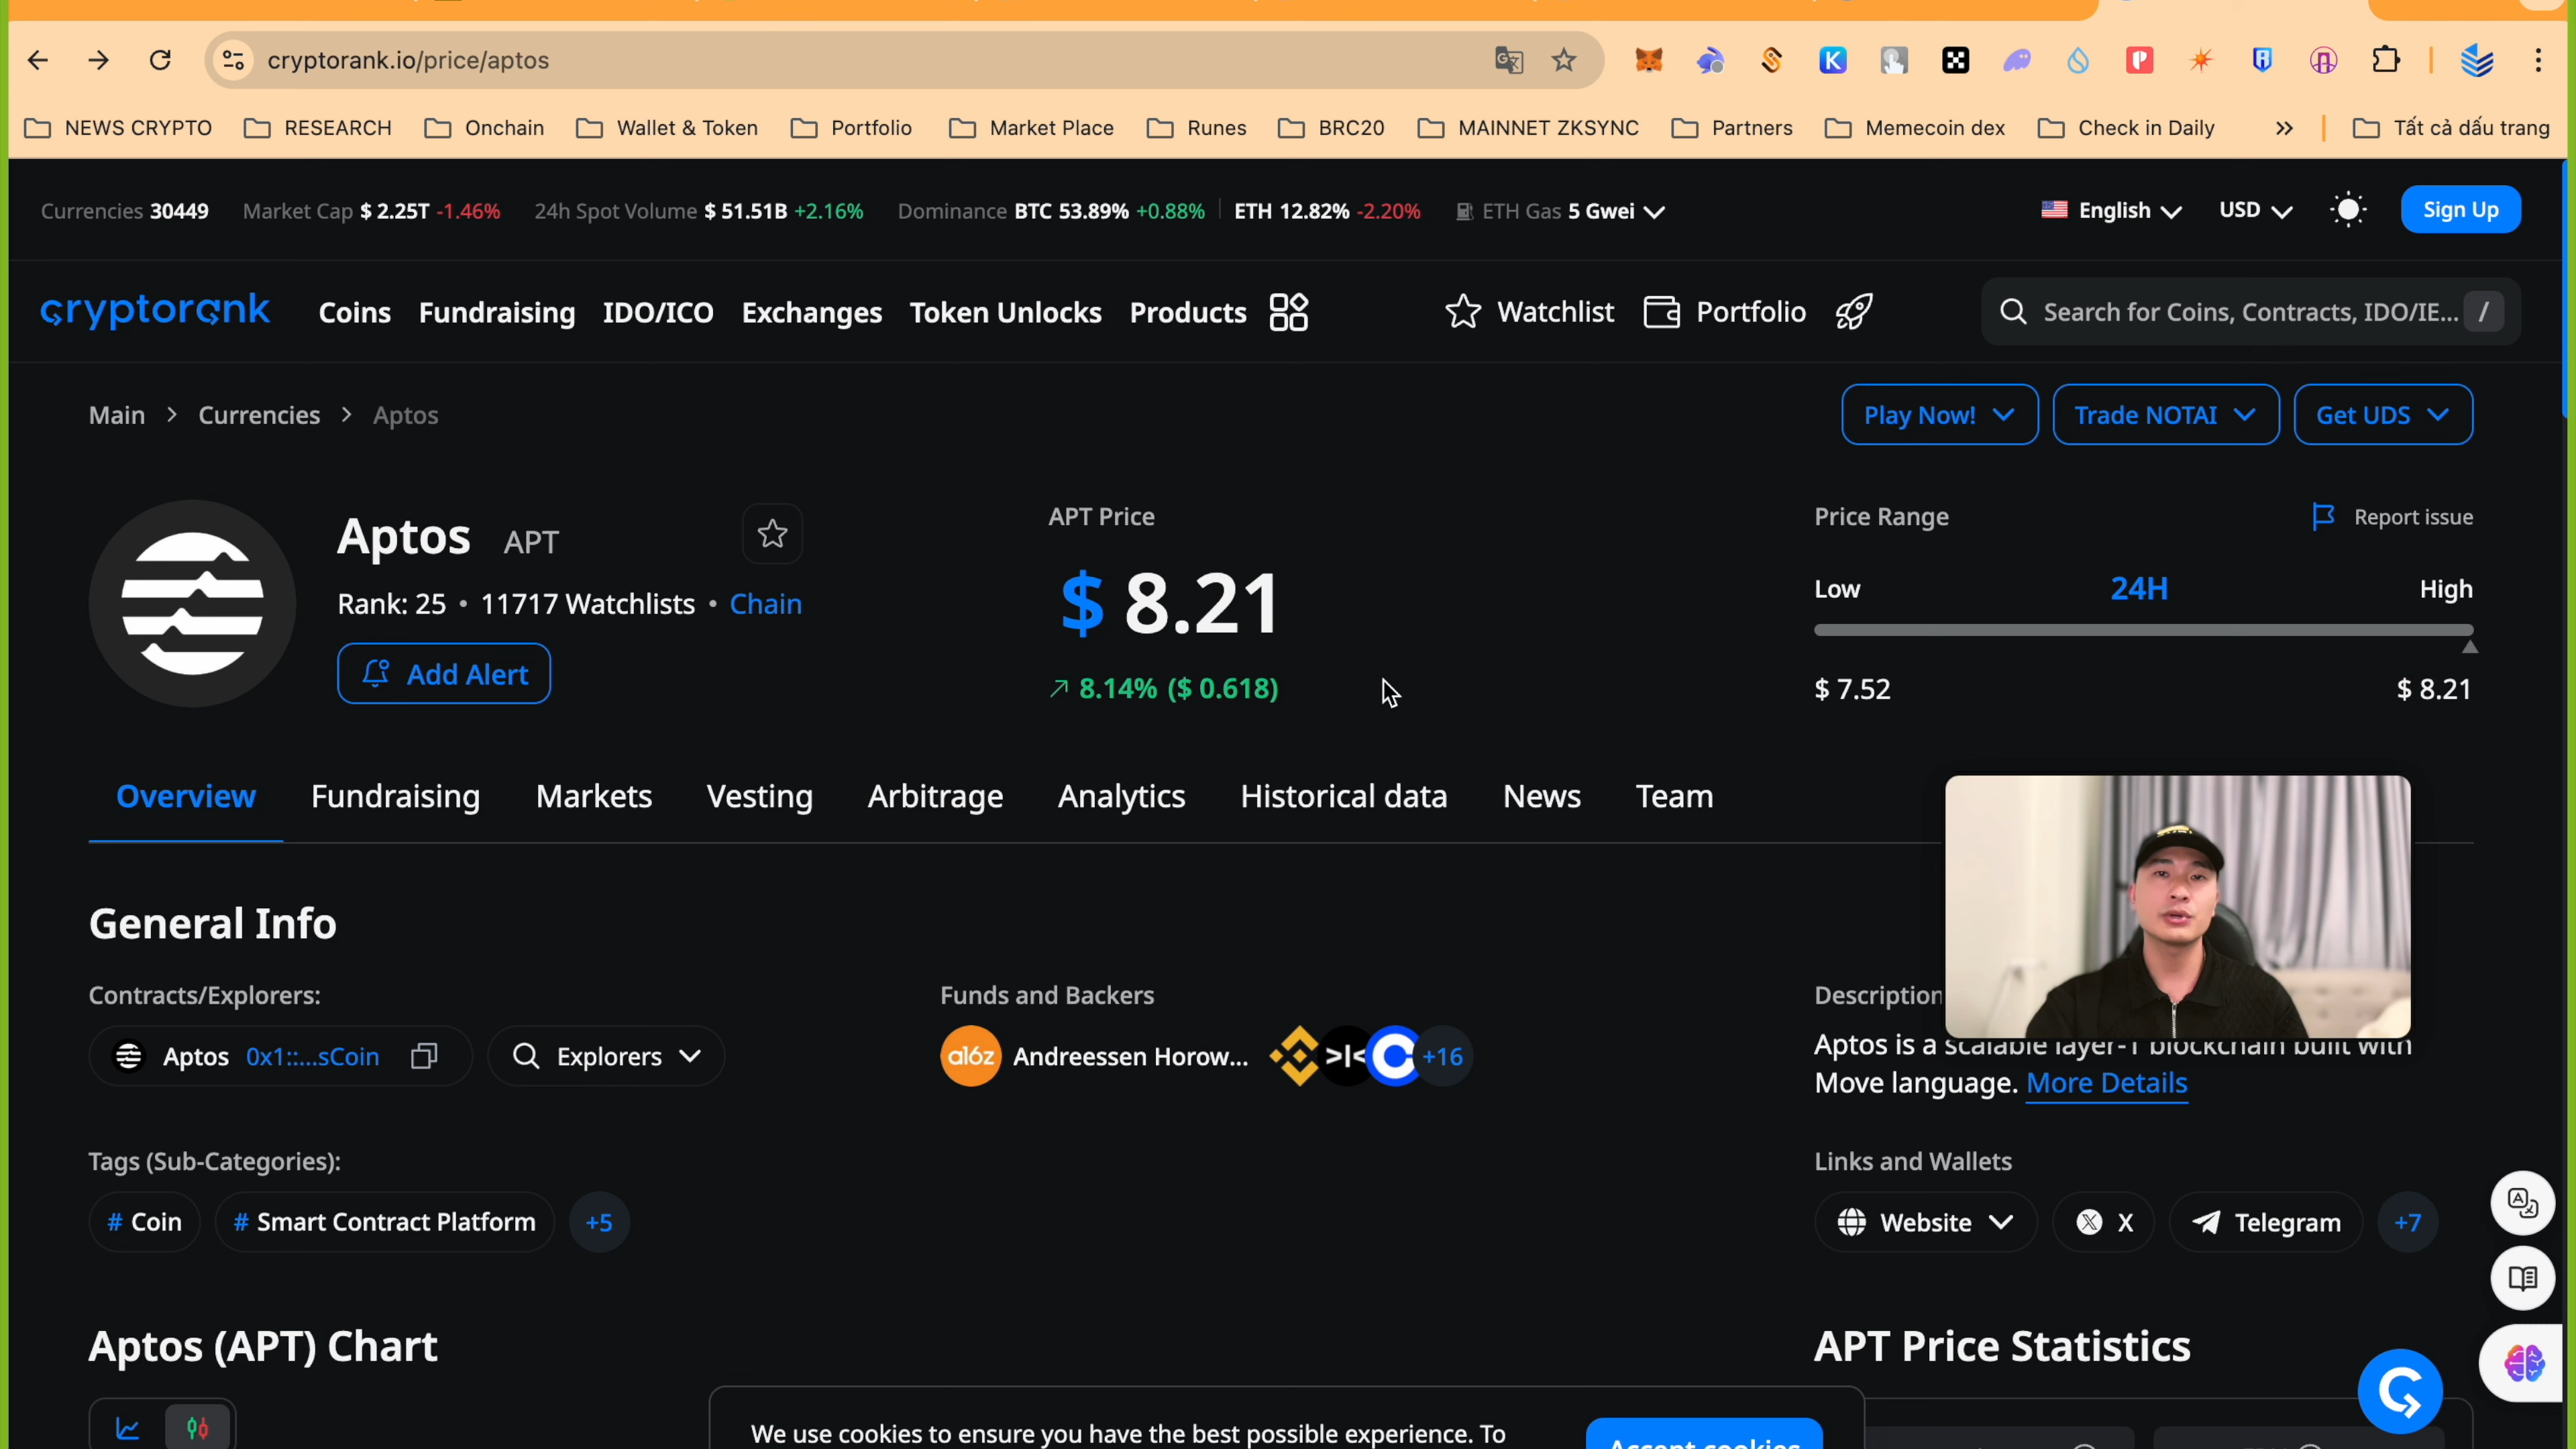 cryptorank.io/price/aptos
NEWS CRYPTO RESEARCH Onchain Wallet & Token Portfolio Market Place Runes BRC20 MAINNET ZKSYNC Partners Memecoin dex Check in Daily » Tất cả dấu trang
Currencies 30449 Market Cap $ 2.25T -1.46% 24h Spot Volume $ 51.51B +2.16% Dominance BTC 53.89% +0.88% ETH 12.82% -2.20% ETH Gas 5 Gwei English USD Sign Up
cryptorank Coins Fundraising IDO/ICO Exchanges Token Unlocks Products Watchlist Portfolio Search for Coins, Contracts, IDO/IE... /
Main > Currencies > Aptos Play Now! Trade NOTAI Get UDS
Aptos APT
Rank: 25 • 11717 Watchlists • Chain
Add Alert
APT Price
$ 8.21
8.14% ($ 0.618)
Price Range Report issue
Low 24H High
$ 7.52 $ 8.21
Overview Fundraising Markets Vesting Arbitrage Analytics Historical data News Team
General Info
Contracts/Explorers:
Aptos 0x1::...sCoin Explorers
Funds and Backers
a16z Andreessen Horow... +16
Description
Aptos is a scalable layer-1 blockchain built with
Move language. More Details
Tags (Sub-Categories):
# Coin # Smart Contract Platform +5
Links and Wallets
Website X Telegram +7
Aptos (APT) Chart
APT Price Statistics
We use cookies to ensure you have the best possible experience. To
Accept cookies